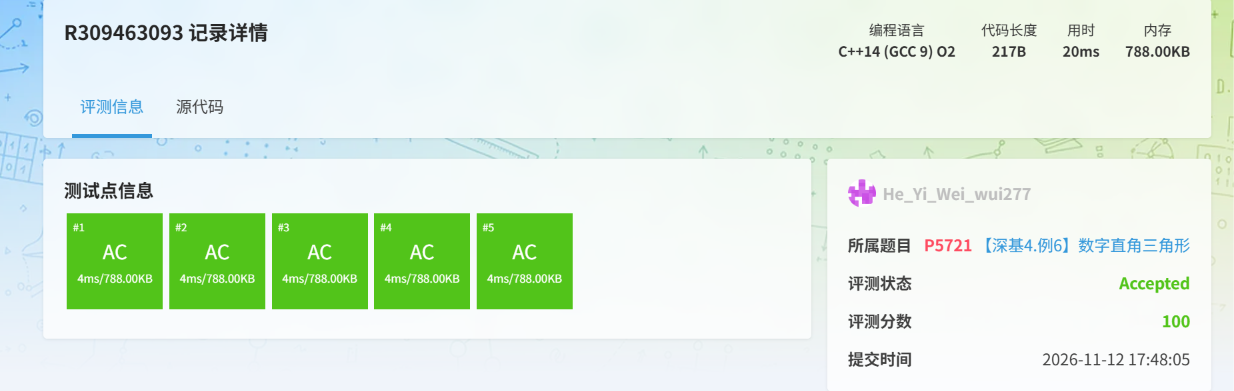 R309463093 记录详情
编程语言 代码长度 用时 内存
C++14 (GCC 9) O2 217B 20ms 788.00KB
评测信息 源代码
测试点信息
#1 #2 #3 #4 #5
AC AC AC AC AC
4ms/788.00KB 4ms/788.00KB 4ms/788.00KB 4ms/788.00KB 4ms/788.00KB
He_Yi_Wei_wui277
所属题目 P5721 【深基4.例6】数字直角三角形
评测状态 Accepted
评测分数 100
提交时间 2026-11-12 17:48:05